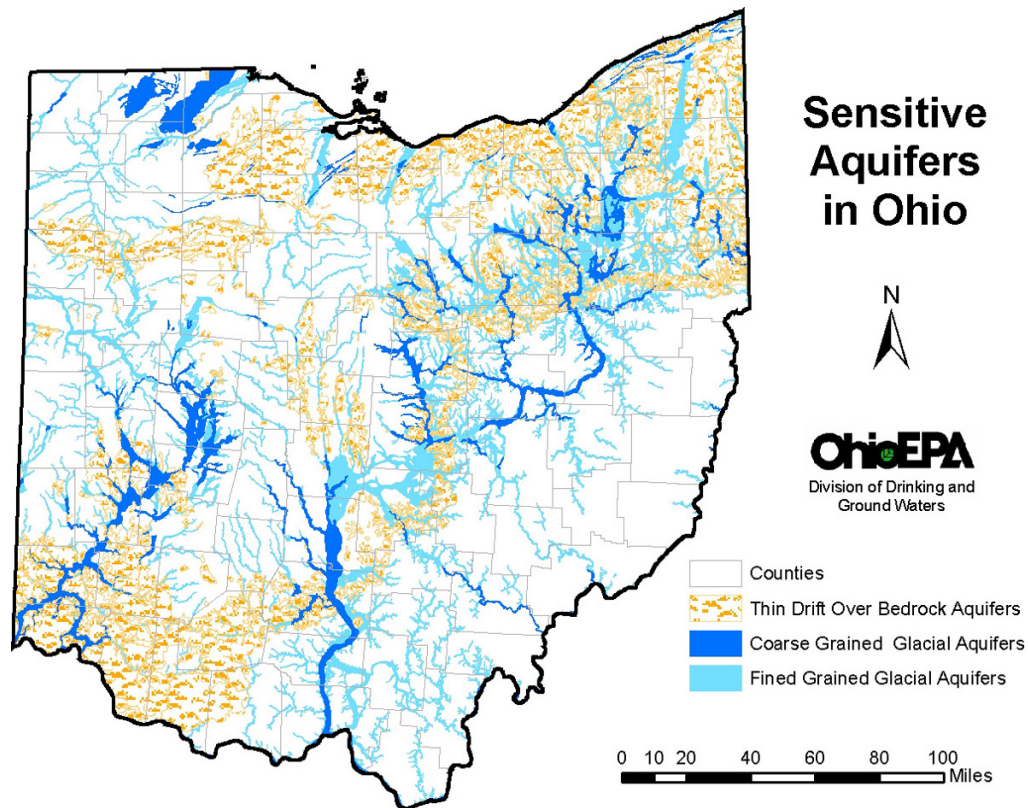 Sensitive
Aquifers
in Ohio
N
OhioEPA
Division of Drinking and
Ground Waters
Counties
Thin Drift Over Bedrock Aquifers
Coarse Grained Glacial Aquifers
Fined Grained Glacial Aquifers
0 10 20 40 60 80 100
Miles